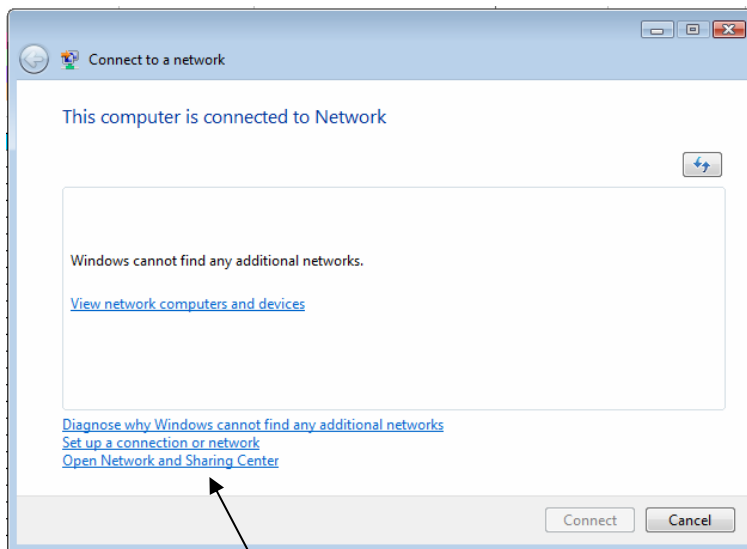 Connect to a network
This computer is connected to Network
Windows cannot find any additional networks.
View network computers and devices
Diagnose why Windows cannot find any additional networks
Set up a connection or network
Open Network and Sharing Center
Connect
Cancel